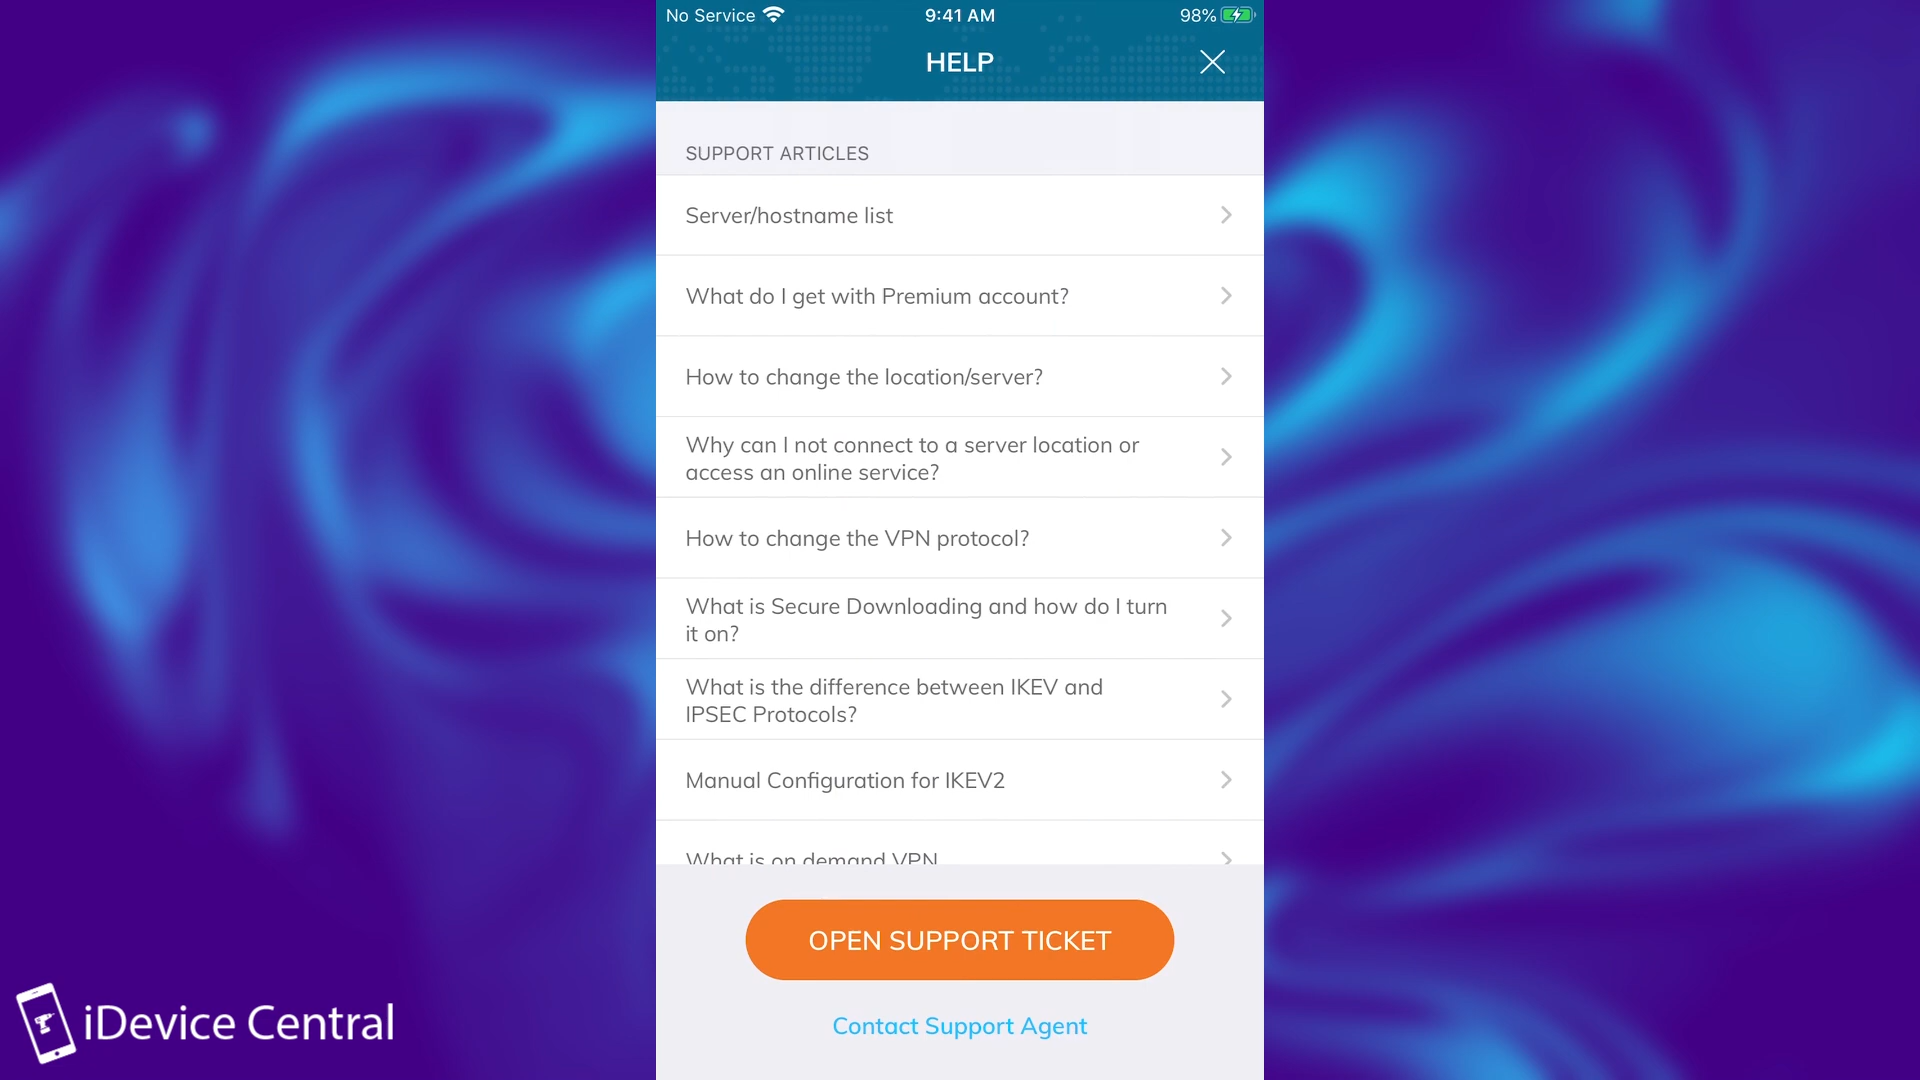 No Service
9:41 AM
98%
HELP
SUPPORT ARTICLES
Server/hostname list
What do I get with Premium account?
How to change the location/server?
Why can I not connect to a server location or
access an online service?
How to change the VPN protocol?
What is Secure Downloading and how do I turn
it on?
What is the difference between IKEV and
IPSEC Protocols?
Manual Configuration for IKEV2
What is on demand VPN
OPEN SUPPORT TICKET
Contact Support Agent
iDevice Central